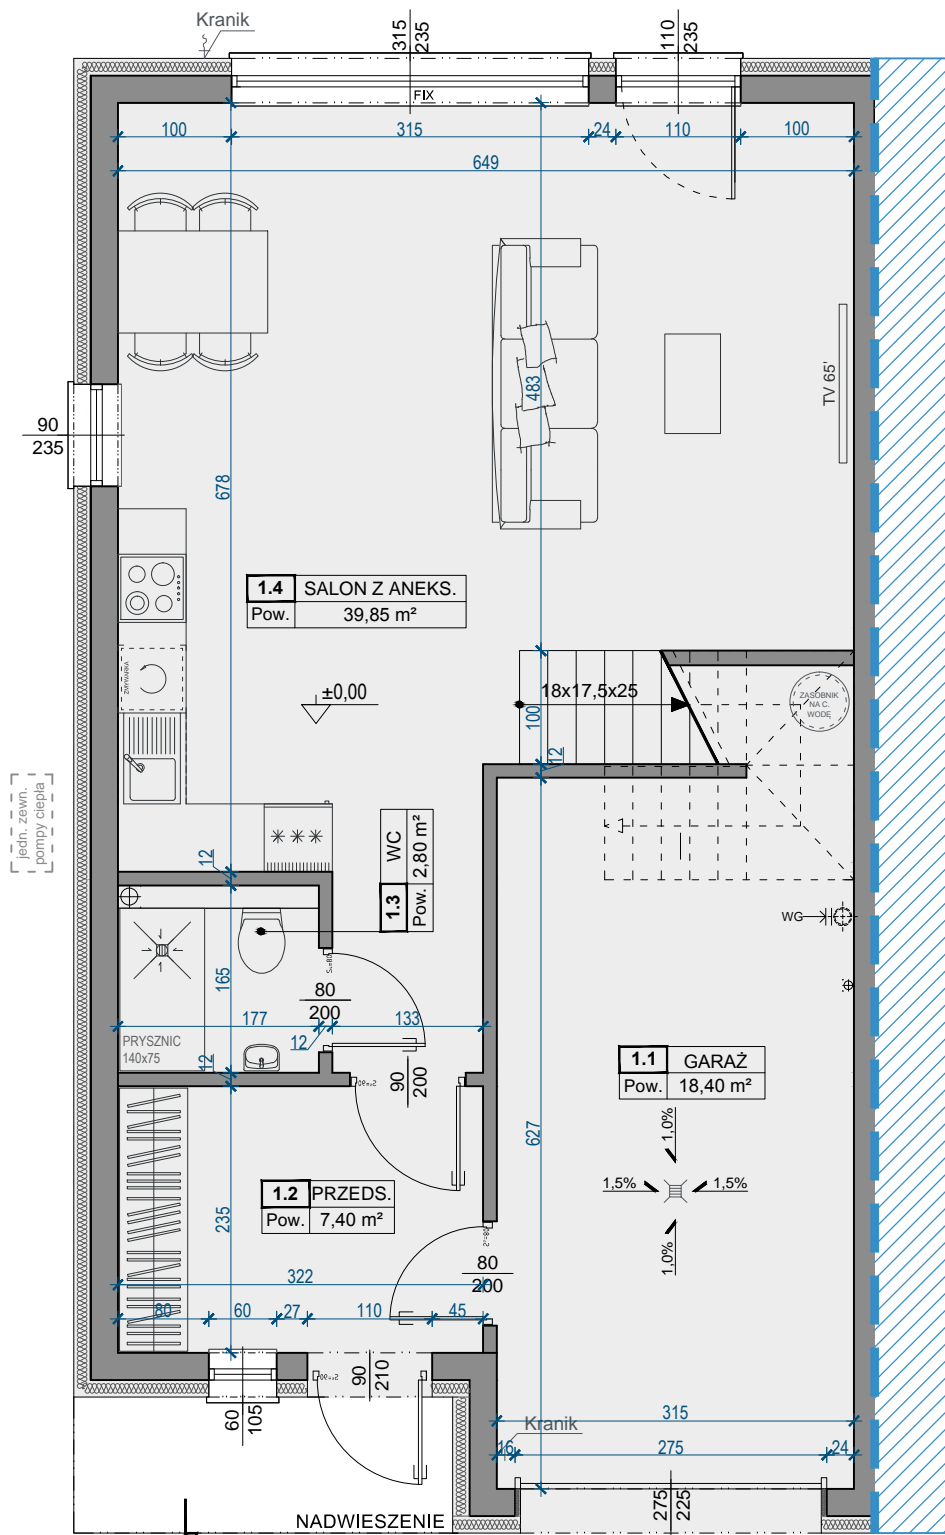 Kranik
315
235
110
235
FIX
100
315
24
110
100
649
483
TV 65'
90
235
678
1.4 SALON Z ANEKS.
Pow. 39,85 m²
±0,00
18x17,5x25
ZASOBNIK
NA C.
WODĘ
ZMYWARKA
100
12
jedn. zewn.
pompy ciepła
12
1.3 WC
Pow. 2,80 m²
WG
165
80
200
177
12
133
PRYSZNIC
140x75
12
90
200
1.1 GARAŻ
Pow. 18,40 m²
627
1,0%
1,5%
1,5%
1,0%
1.2 PRZEDS.
Pow. 7,40 m²
235
80
200
322
80
60
27
110
45
90
210
60
105
315
Kranik
16
275
24
275
225
NADWIESZENIE